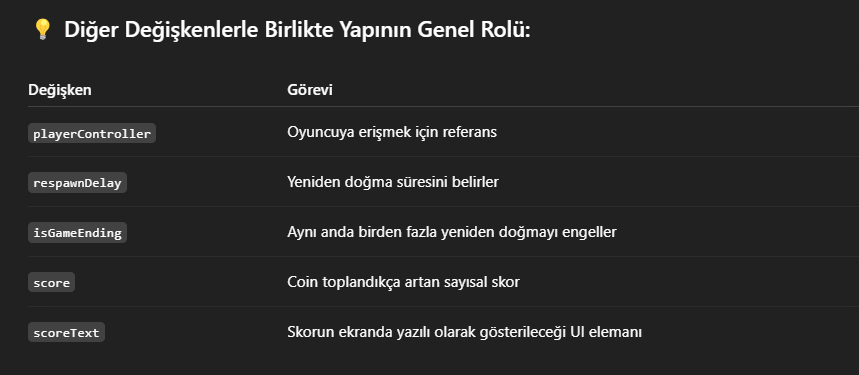 💡 Diğer Değişkenlerle Birlikte Yapının Genel Rolü:
Değişken Görevi
playerController Oyuncuya erişmek için referans
respawnDelay Yeniden doğma süresini belirler
isGameEnding Aynı anda birden fazla yeniden doğmayı engeller
score Coin toplandıkça artan sayısal skor
scoreText Skorun ekranda yazılı olarak gösterileceği UI elemanı